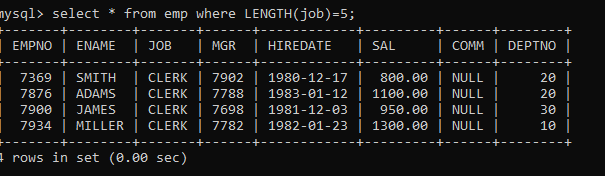 mysql> select * from emp where LENGTH(job)=5;
+-------+--------+-------+------+------------+---------+------+--------+
| EMPNO | ENAME | JOB | MGR | HIREDATE | SAL | COMM | DEPTNO |
+-------+--------+-------+------+------------+---------+------+--------+
| 7369 | SMITH | CLERK | 7902 | 1980-12-17 | 800.00 | NULL | 20 |
| 7876 | ADAMS | CLERK | 7788 | 1983-01-12 | 1100.00 | NULL | 20 |
| 7900 | JAMES | CLERK | 7698 | 1981-12-03 | 950.00 | NULL | 30 |
| 7934 | MILLER | CLERK | 7782 | 1982-01-23 | 1300.00 | NULL | 10 |
+-------+--------+-------+------+------------+---------+------+--------+
4 rows in set (0.00 sec)